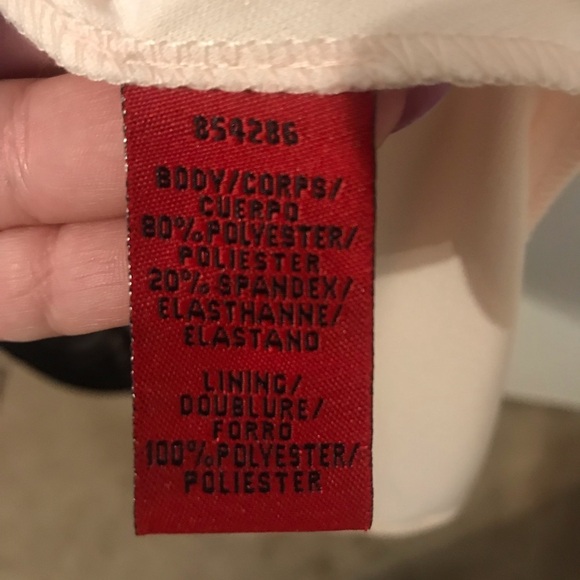 854286
BODY/CORPS/
CUERPO
80% POLYESTER/
POLIESTER
20% SPANDEX/
ELASTHANNE/
ELASTANO
LINING/
DOUBLURE/
FORRO
100% POLYESTER/
POLIESTER